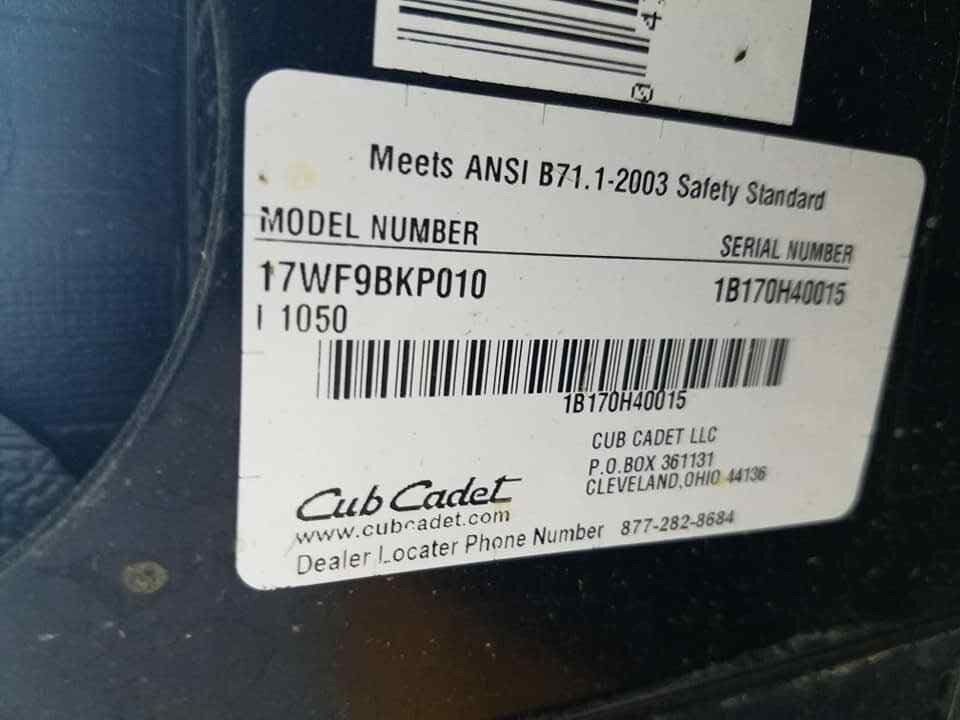 Meets ANSI B71.1-2003 Safety Standard
MODEL NUMBER SERIAL NUMBER
17WF9BKP010 1B170H40015
I 1050
1B170H40015
CUB CADET LLC
P.O.BOX 361131
CLEVELAND,OHIO 44136
Cub Cadet
www.cubcadet.com
Dealer Locater Phone Number 877-282-8684